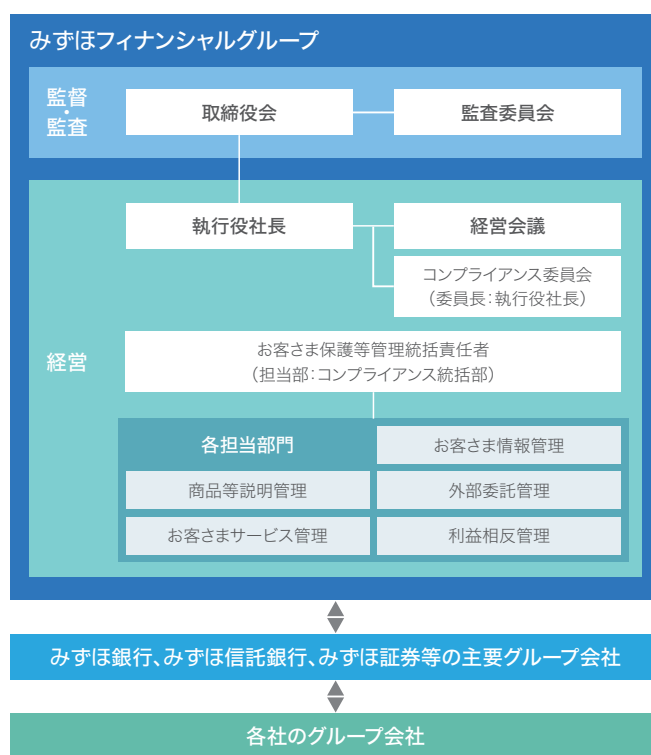 みずほフィナンシャルグループ
監督
・
監査
取締役会
監査委員会
経営
執行役社長
経営会議
コンプライアンス委員会
（委員長：執行役社長）
お客さま保護等管理統括責任者
（担当部：コンプライアンス統括部）
各担当部門
お客さま情報管理
商品等説明管理
外部委託管理
お客さまサービス管理
利益相反管理
みずほ銀行、みずほ信託銀行、みずほ証券等の主要グループ会社
各社のグループ会社